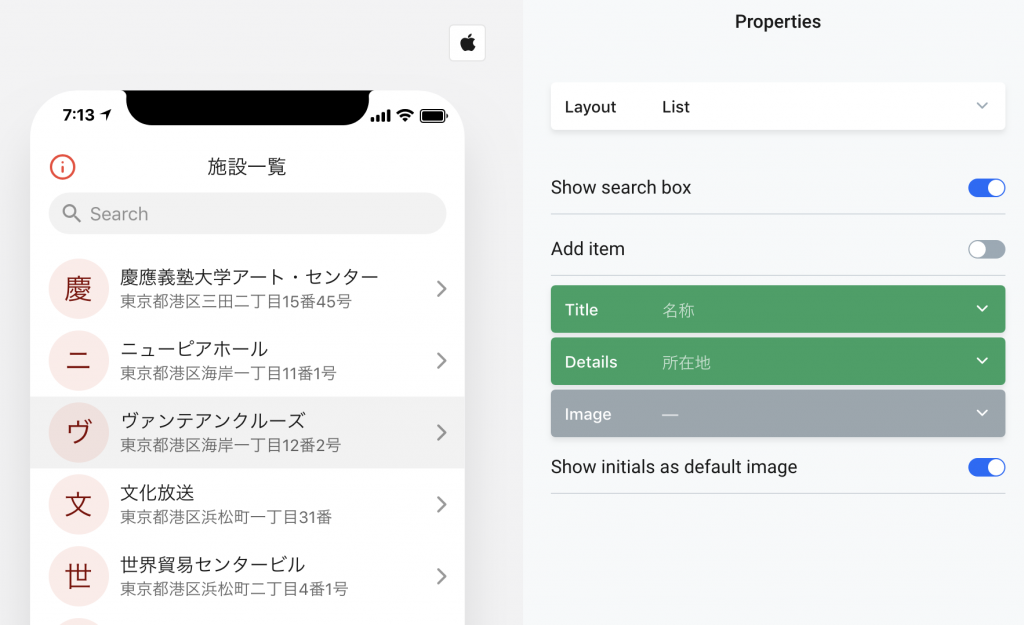 7:13
施設一覧
Search
慶
慶應義塾大学アート・センター
東京都港区三田二丁目15番45号
ニ
ニューピアホール
東京都港区海岸一丁目11番1号
ヴ
ヴァンテアンクルーズ
東京都港区海岸一丁目12番2号
文
文化放送
東京都港区浜松町一丁目31番
世
世界貿易センタービル
東京都港区浜松町二丁目4番1号
Properties
Layout List
Show search box
Add item
Title 名称
Details 所在地
Image —
Show initials as default image